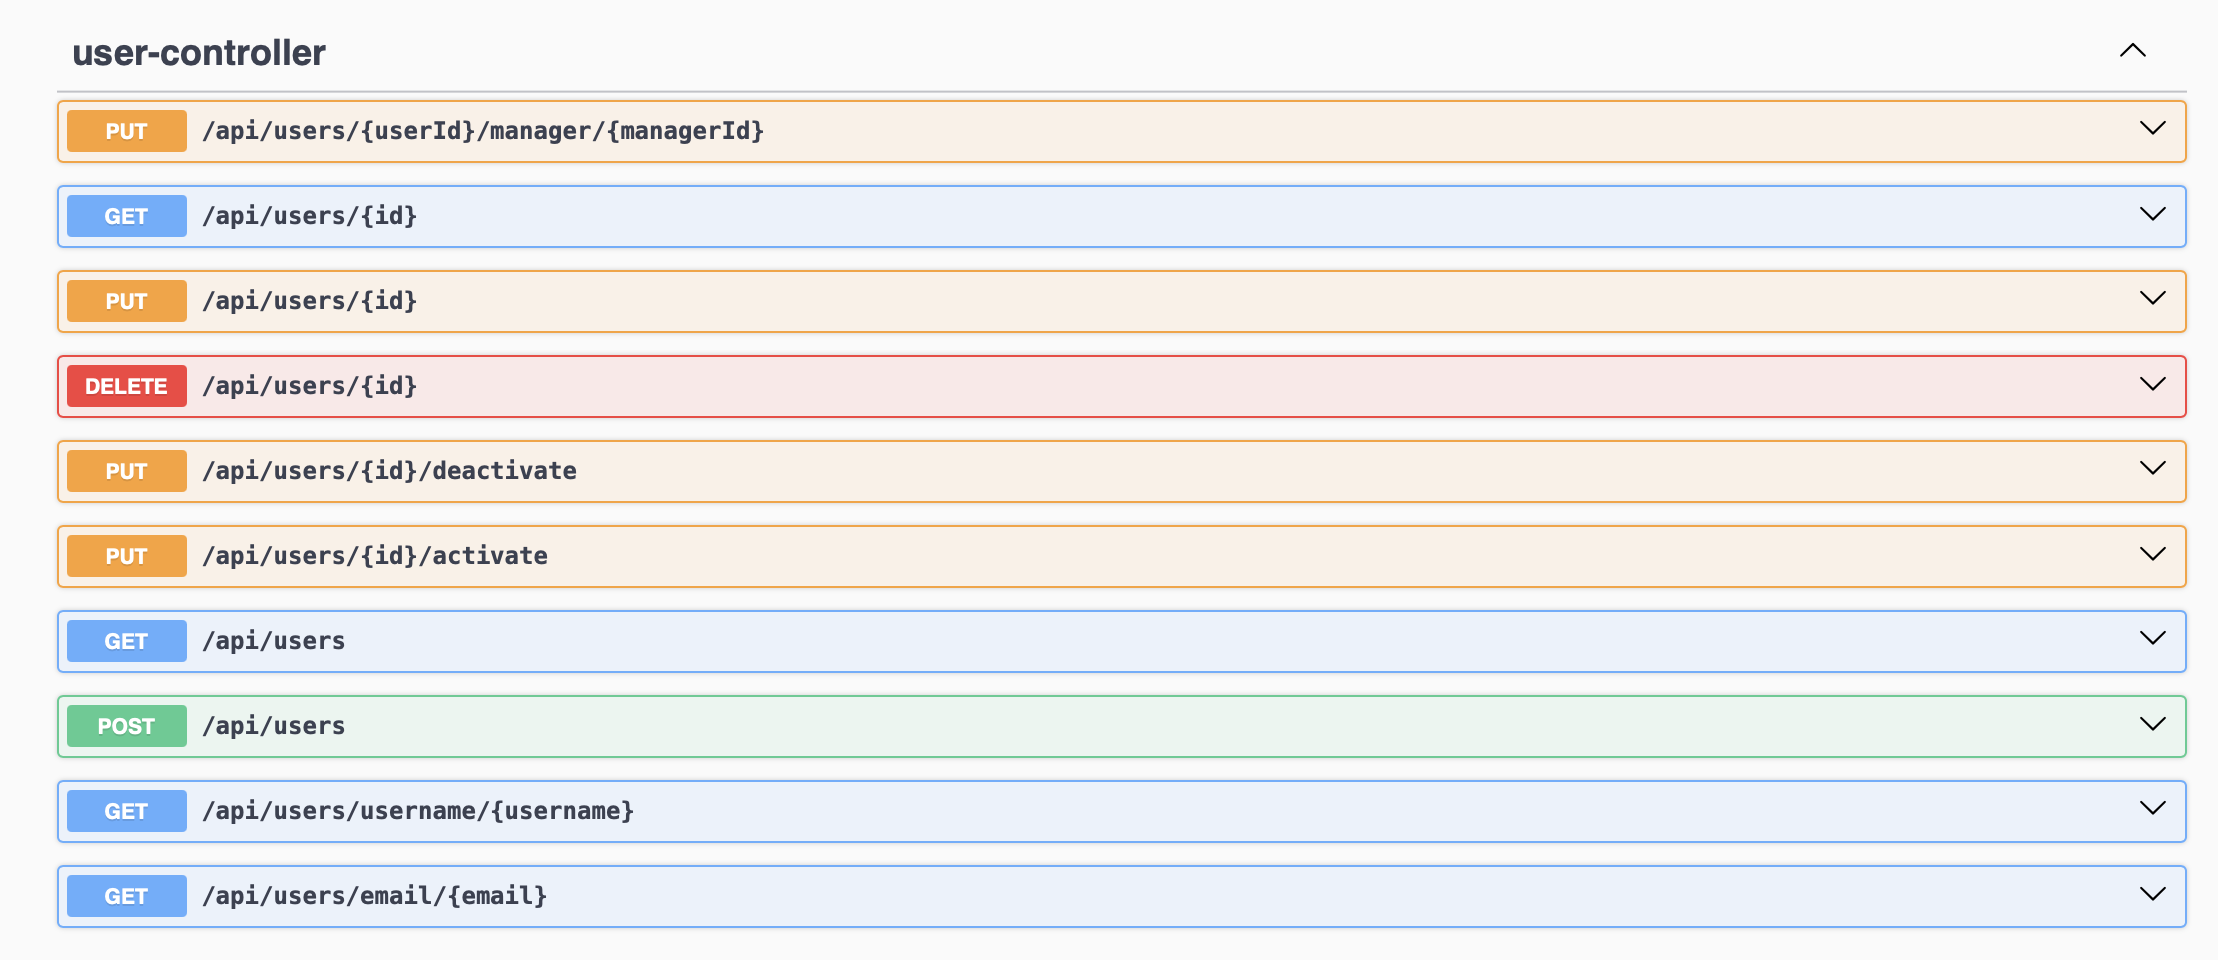 user-controller
PUT /api/users/{userId}/manager/{managerId}
GET /api/users/{id}
PUT /api/users/{id}
DELETE /api/users/{id}
PUT /api/users/{id}/deactivate
PUT /api/users/{id}/activate
GET /api/users
POST /api/users
GET /api/users/username/{username}
GET /api/users/email/{email}